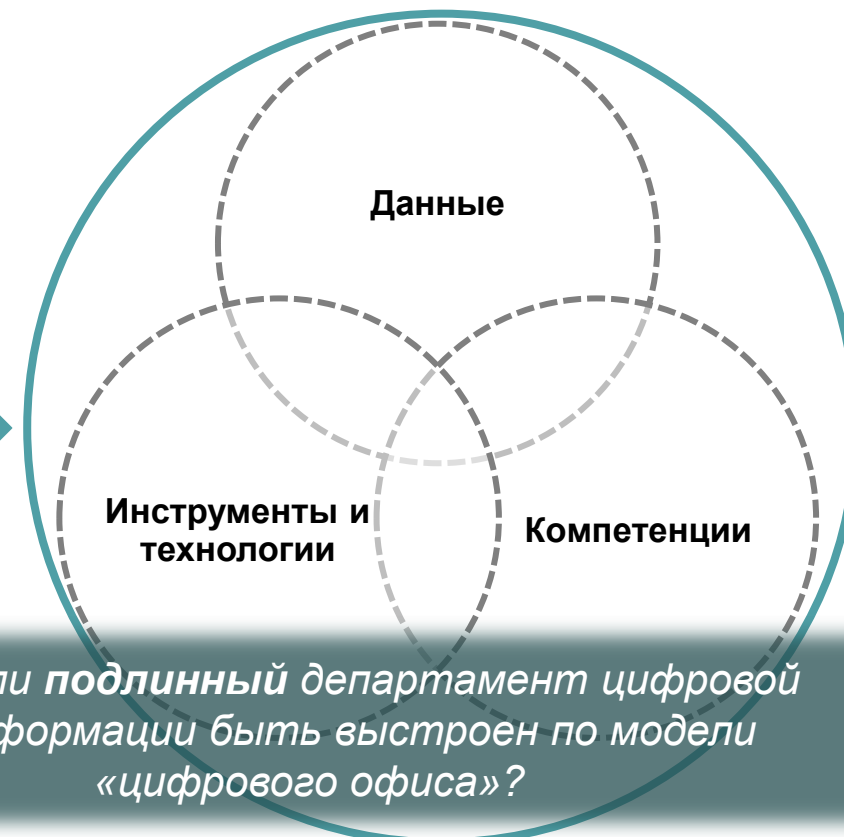 Данные
Инструменты и
технологии
Компетенции
ли подлинный департамент цифровой
формации быть выстроен по модели
«цифрового офиса»?